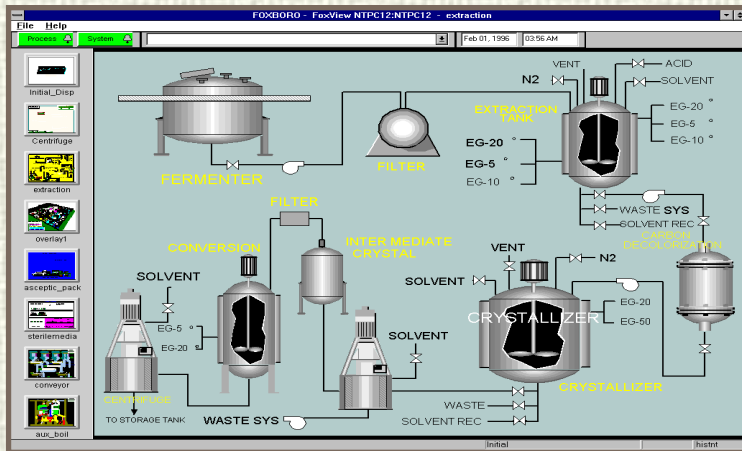 FOXBORO - FoxView NTPC12:NTPC12 - extraction
File Help
Process System Feb 01, 1996 03:56 AM
Initial_Disp
Centrifuge
extraction
overlay1
asceptic_pack
sterilemedia
conveyor
aux_boil
VENT
ACID
N2
SOLVENT
EXTRACTION
TANK
EG-20 °
EG-5 °
EG-10 °
EG-20 °
EG-5 °
EG-10 °
FERMENTER
FILTER
WASTE SYS
SOLVENT REC
CARBON
DECOLORIZATION
FILTER
CONVERSION
INTER MEDIATE
CRYSTAL
VENT
N2
SOLVENT
SOLVENT
EG-5 °
EG-20 °
SOLVENT
CRYSTALLIZER
EG-20
EG-50
CRYSTALLIZER
CENTRIFUGE
TO STORAGE TANK
WASTE SYS
WASTE
SOLVENT REC
Initial histnt